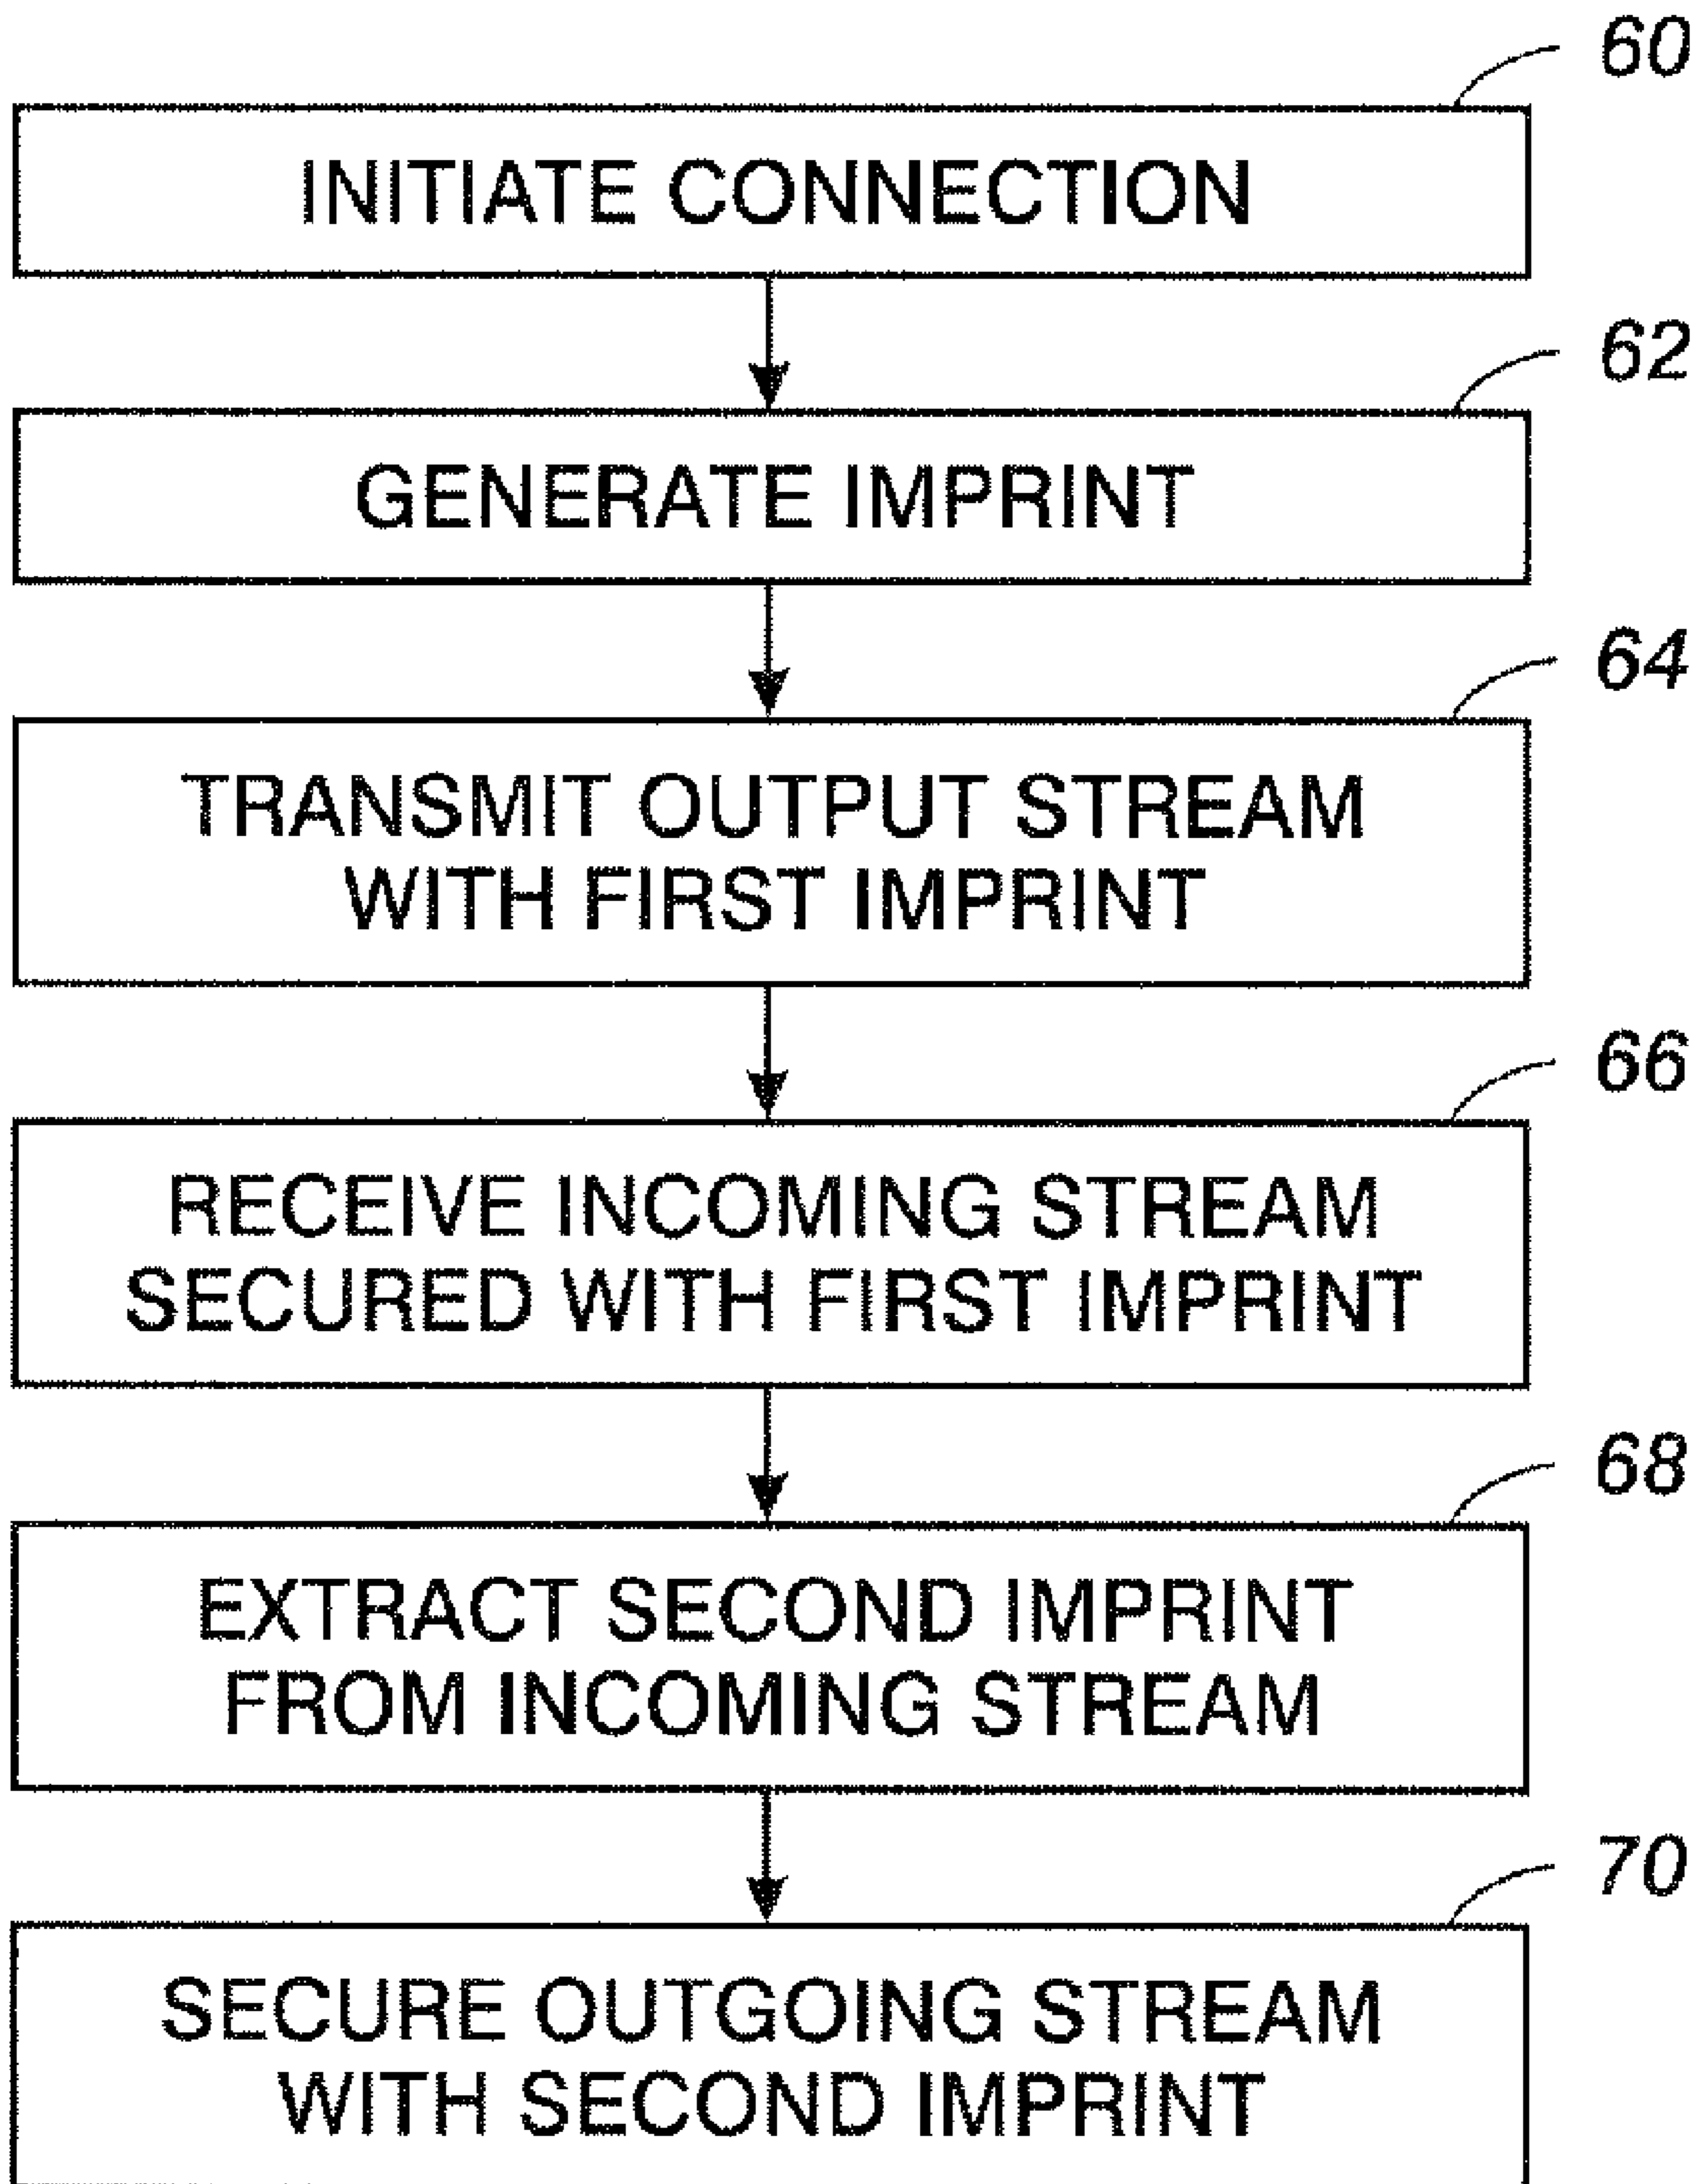 60
INITIATE CONNECTION
62
GENERATE IMPRINT
64
TRANSMIT OUTPUT STREAM
WITH FIRST IMPRINT
66
RECEIVE INCOMING STREAM
SECURED WITH FIRST IMPRINT
68
EXTRACT SECOND IMPRINT
FROM INCOMING STREAM
70
SECURE OUTGOING STREAM
WITH SECOND IMPRINT